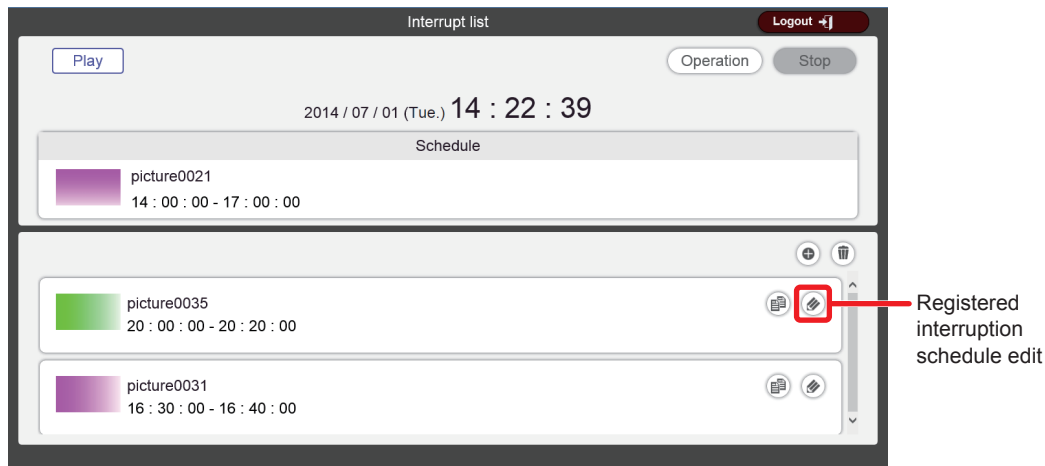 Interrupt list
Logout
Play
Operation
Stop
2014 / 07 / 01 (Tue.) 14 : 22 : 39
Schedule
picture0021
14 : 00 : 00 - 17 : 00 : 00
picture0035
20 : 00 : 00 - 20 : 20 : 00
Registered
interruption
schedule edit
picture0031
16 : 30 : 00 - 16 : 40 : 00